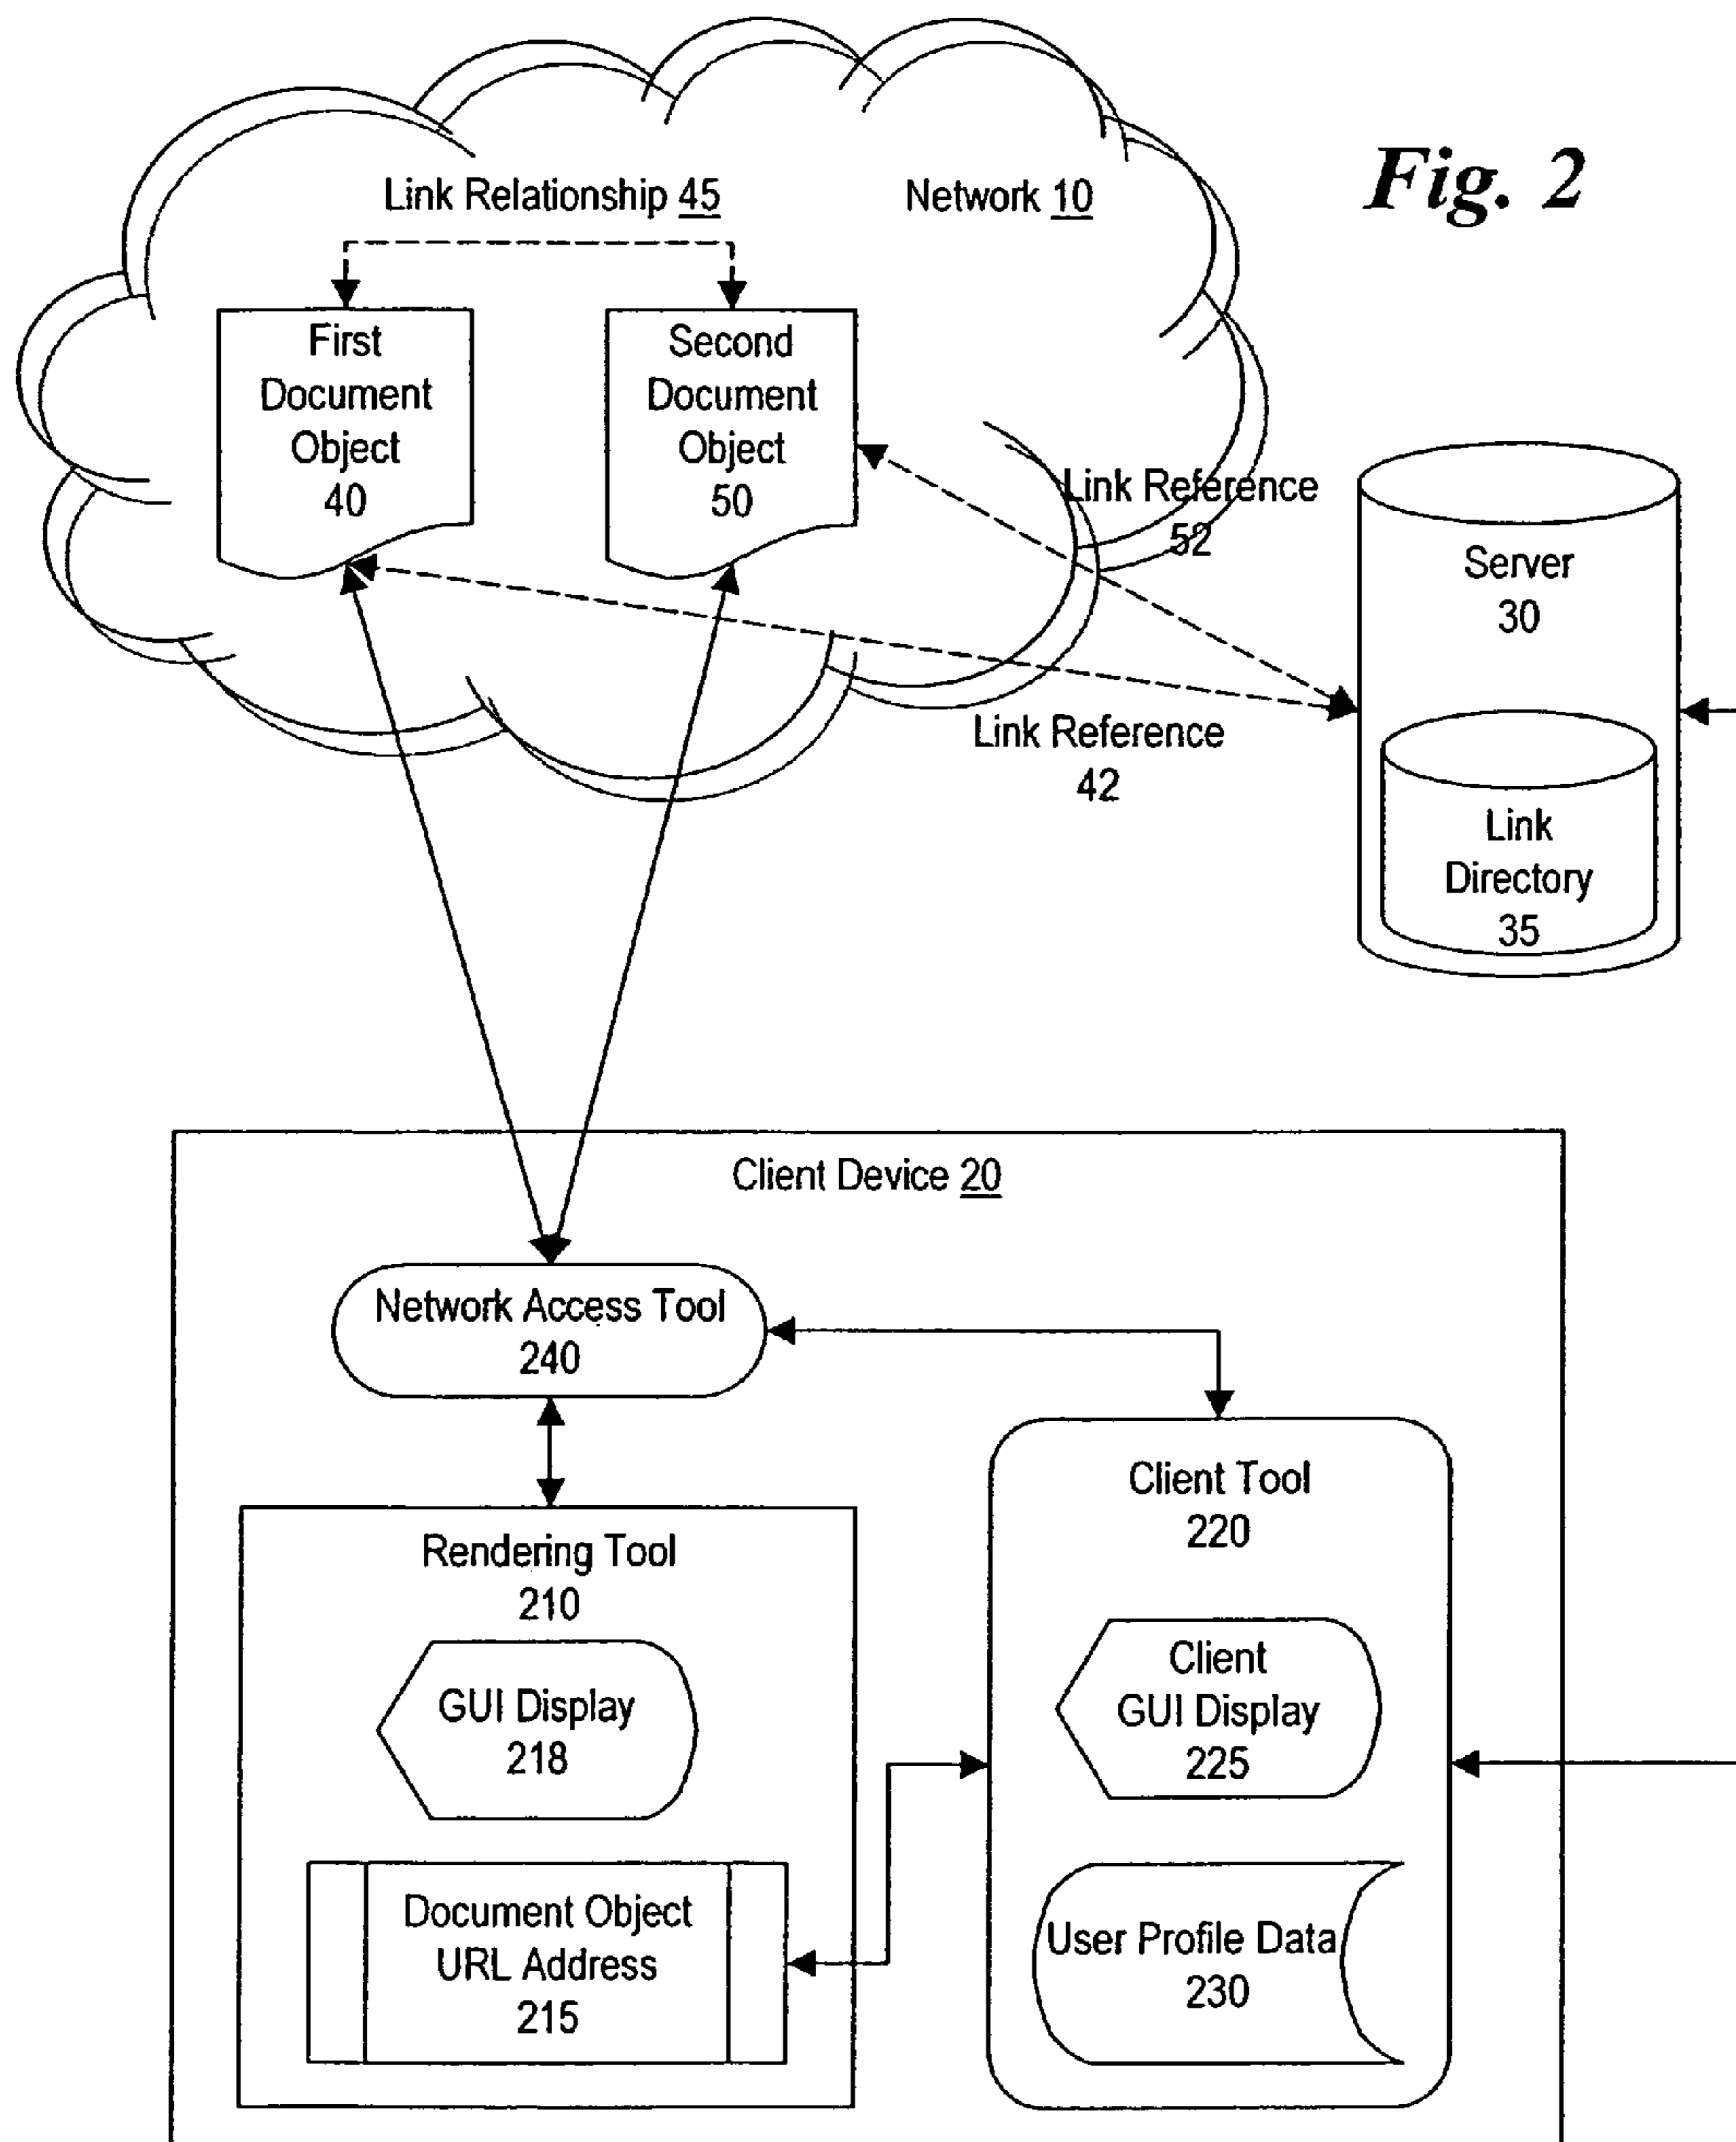 Fig. 2
Link Relationship 45
Network 10
First
Document
Object
40
Second
Document
Object
50
Link Reference
52
Server
30
Link Reference
42
Link
Directory
35
Client Device 20
Network Access Tool
240
Client Tool
220
Rendering Tool
210
Client
GUI Display
225
GUI Display
218
Document Object
URL Address
215
User Profile Data
230